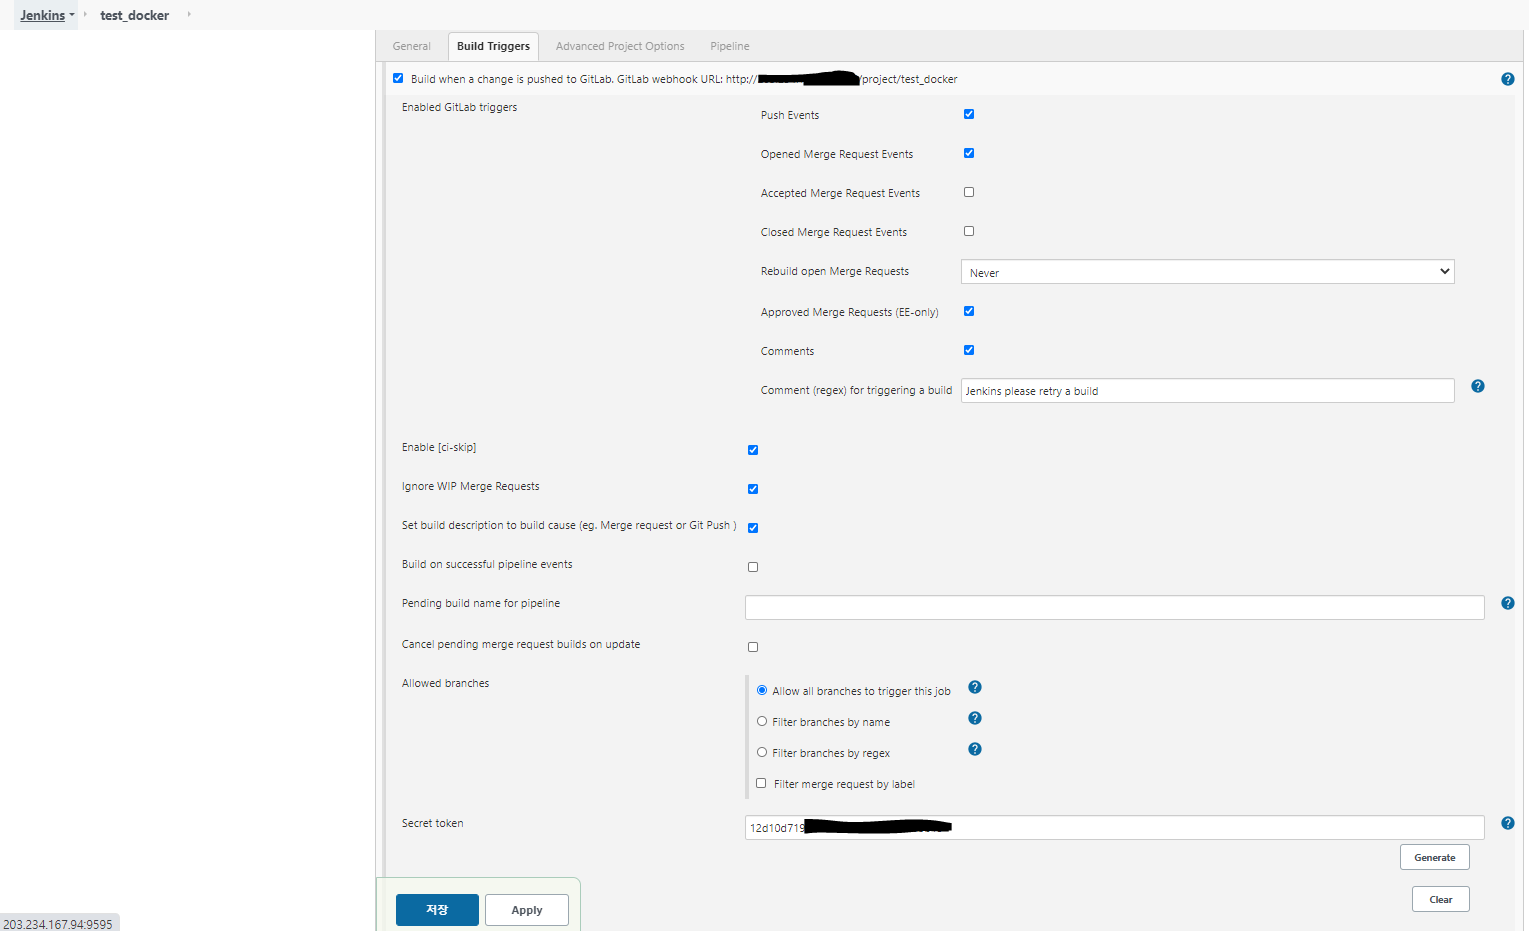 Jenkins test_docker
General Build Triggers Advanced Project Options Pipeline
Build when a change is pushed to GitLab. GitLab webhook URL: http:// /project/test_docker
Enabled GitLab triggers
Push Events
Opened Merge Request Events
Accepted Merge Request Events
Closed Merge Request Events
Rebuild open Merge Requests Never
Approved Merge Requests (EE-only)
Comments
Comment (regex) for triggering a build Jenkins please retry a build
Enable [ci-skip]
Ignore WIP Merge Requests
Set build description to build cause (eg. Merge request or Git Push )
Build on successful pipeline events
Pending build name for pipeline
Cancel pending merge request builds on update
Allowed branches
Allow all branches to trigger this job
Filter branches by name
Filter branches by regex
Filter merge request by label
Secret token 12d10d719
Generate
Clear
저장 Apply
203.234.167.94:9595